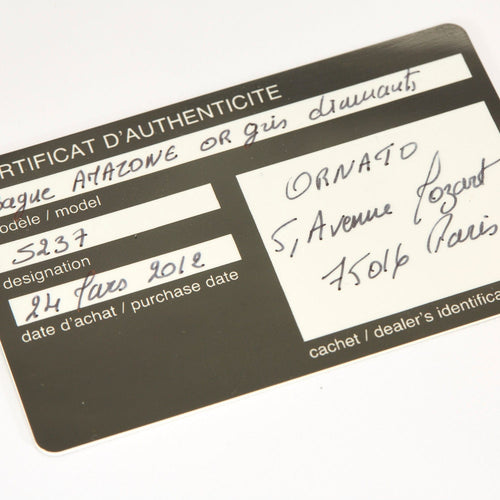 RTIFICAT D'AUTHENTICITE
bague AMAZONE OR gris diamants
odèle / model
5237
designation
24 Mars 2012
date d'achat / purchase date
ORNATO
5, Avenue Mozart
75016 Paris
cachet / dealer's identifica